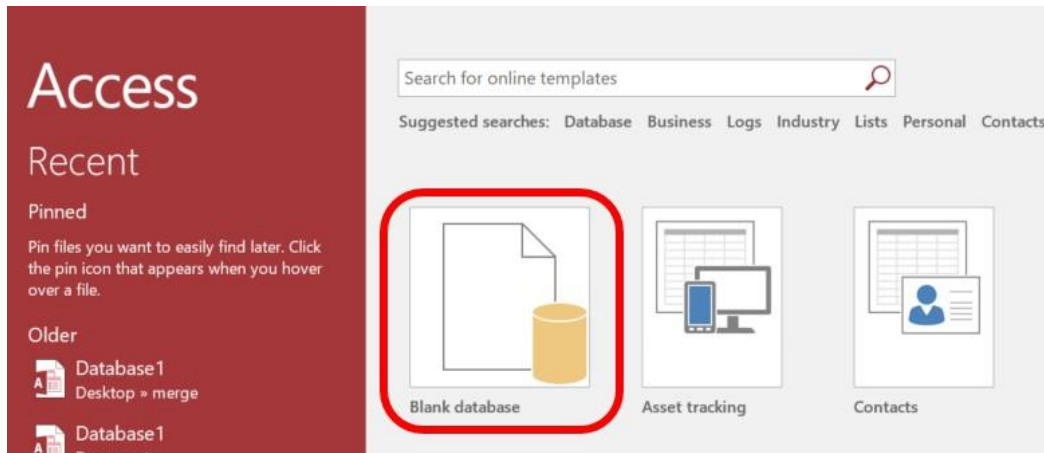 Access
Recent
Pinned
Pin files you want to easily find later. Click
the pin icon that appears when you hover
over a file.
Older
Database1
Desktop » merge
Database1
Search for online templates
Suggested searches: Database Business Logs Industry Lists Personal Contacts
Blank database
Asset tracking
Contacts